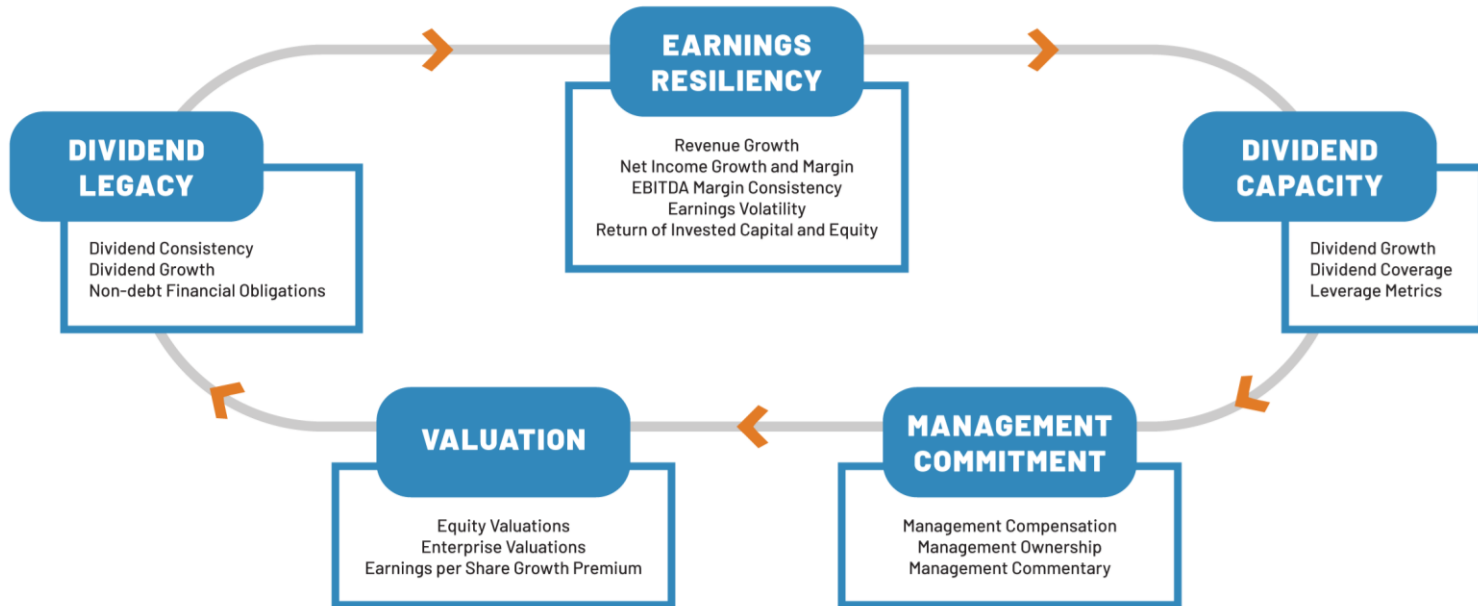 EARNINGS
RESILIENCY
Revenue Growth
Net Income Growth and Margin
EBITDA Margin Consistency
Earnings Volatility
Return of Invested Capital and Equity
DIVIDEND
LEGACY
Dividend Consistency
Dividend Growth
Non-debt Financial Obligations
DIVIDEND
CAPACITY
Dividend Growth
Dividend Coverage
Leverage Metrics
VALUATION
Equity Valuations
Enterprise Valuations
Earnings per Share Growth Premium
MANAGEMENT
COMMITMENT
Management Compensation
Management Ownership
Management Commentary